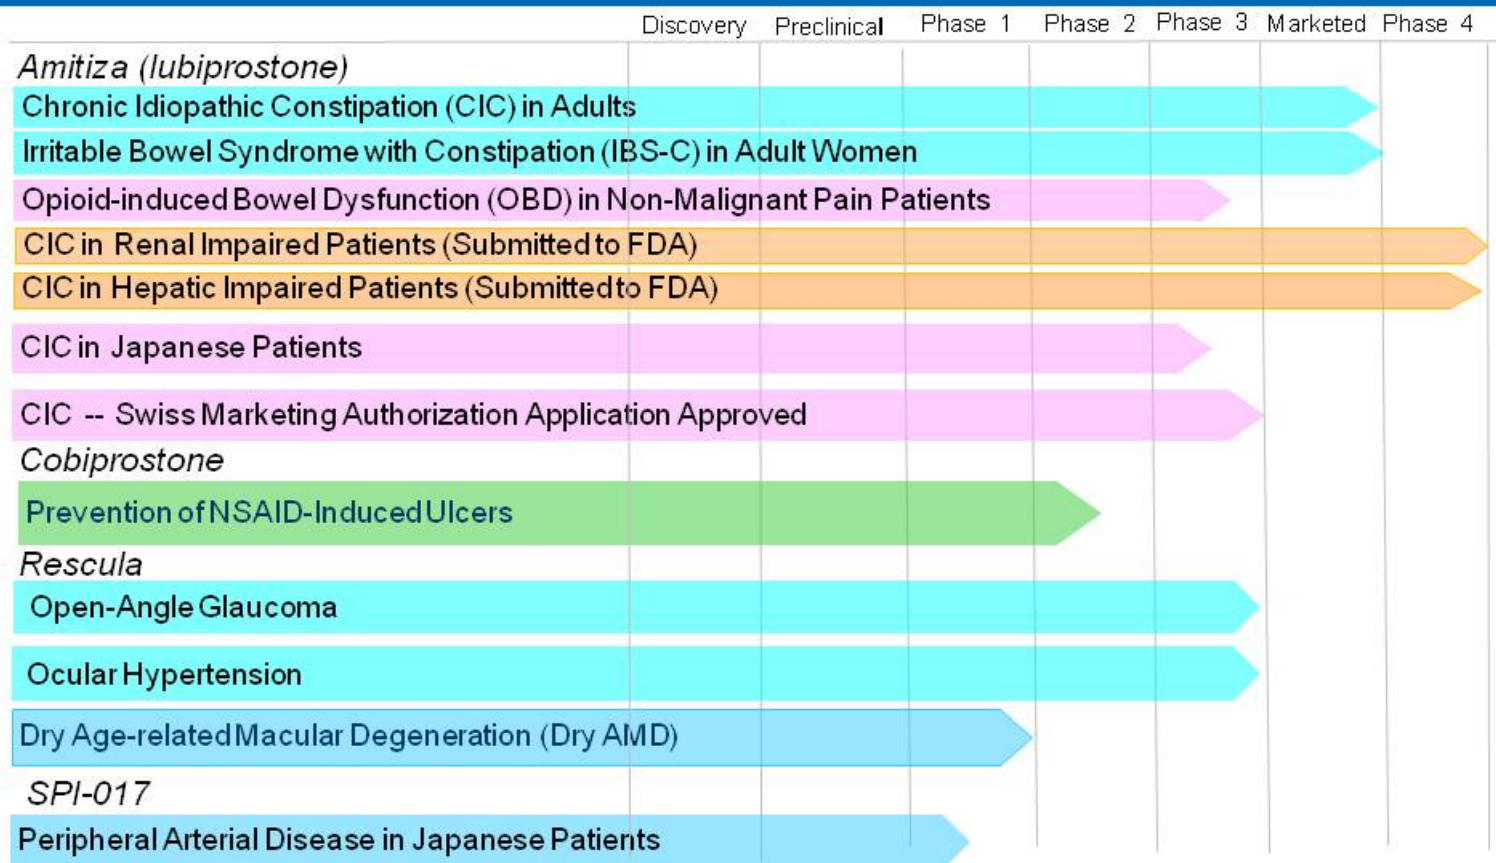 Discovery Preclinical Phase 1 Phase 2 Phase 3 Marketed Phase 4
Amitiza (lubiprostone)
Chronic Idiopathic Constipation (CIC) in Adults
Irritable Bowel Syndrome with Constipation (IBS-C) in Adult Women
Opioid-induced Bowel Dysfunction (OBD) in Non-Malignant Pain Patients
CIC in Renal Impaired Patients (Submitted to FDA)
CIC in Hepatic Impaired Patients (Submitted to FDA)
CIC in Japanese Patients
CIC -- Swiss Marketing Authorization Application Approved
Cobiprostone
Prevention of NSAID-Induced Ulcers
Rescula
Open-Angle Glaucoma
Ocular Hypertension
Dry Age-related Macular Degeneration (Dry AMD)
SPI-017
Peripheral Arterial Disease in Japanese Patients